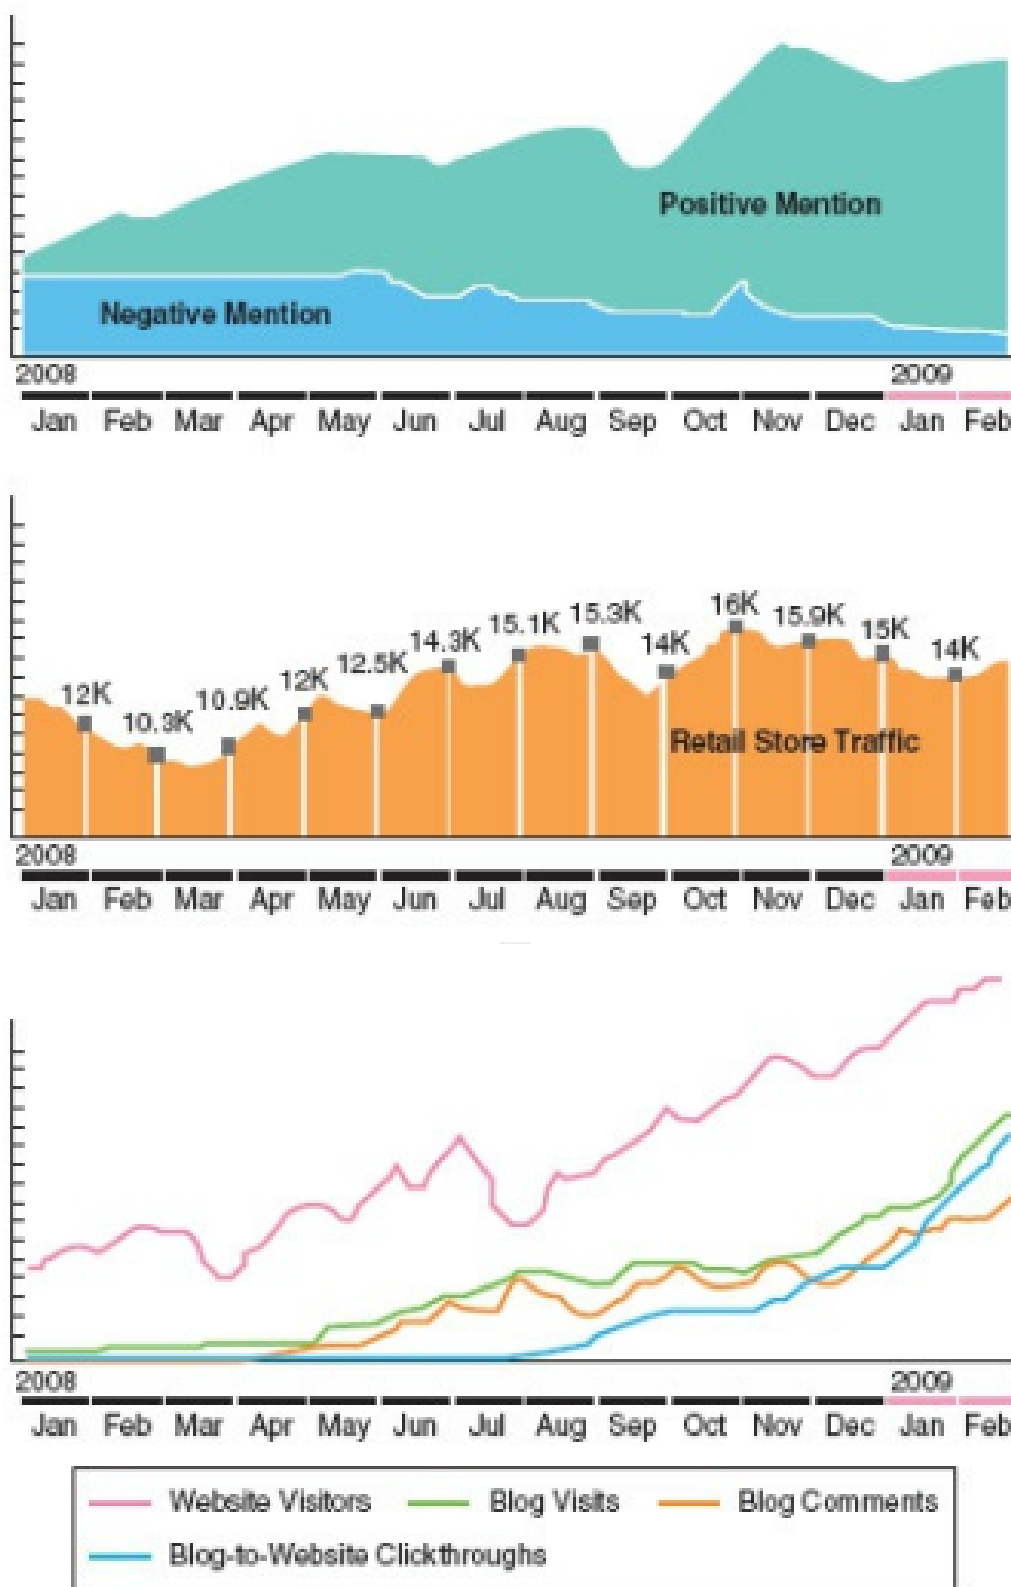 Positive Mention
Negative Mention
2008 2009
Jan Feb Mar Apr May Jun Jul Aug Sep Oct Nov Dec Jan Feb
12K 10.3K 10.9K 12K 12.5K 14.3K 15.1K 15.3K 14K 16K 15.9K 15K 14K
Retail Store Traffic
2008 2009
Jan Feb Mar Apr May Jun Jul Aug Sep Oct Nov Dec Jan Feb
2008 2009
Jan Feb Mar Apr May Jun Jul Aug Sep Oct Nov Dec Jan Feb
Website Visitors Blog Visits Blog Comments
Blog-to-Website Clickthroughs